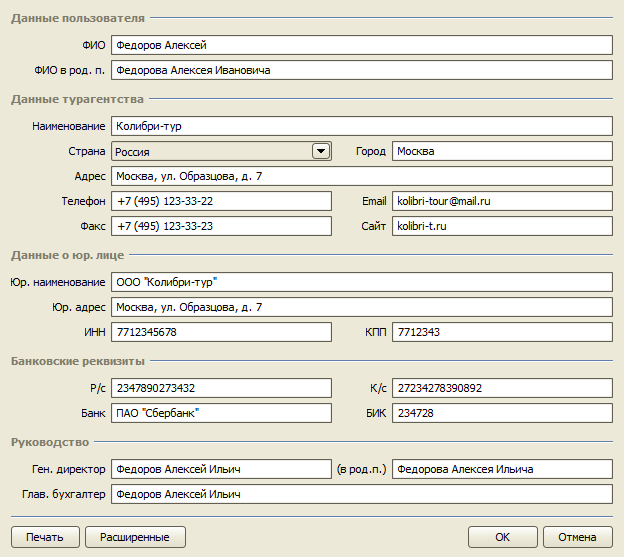 Данные пользователя
ФИО Федоров Алексей
ФИО в род. п. Федорова Алексея Ивановича
Данные турагентства
Наименование Колибри-тур
Страна Россия Город Москва
Адрес Москва, ул. Образцова, д. 7
Телефон +7 (495) 123-33-22 Email kolibri-tour@mail.ru
Факс +7 (495) 123-33-23 Сайт kolibri-t.ru
Данные о юр. лице
Юр. наименование ООО "Колибри-тур"
Юр. адрес Москва, ул. Образцова, д. 7
ИНН 7712345678 КПП 7712343
Банковские реквизиты
Р/с 2347890273432 К/с 27234278390892
Банк ПАО "Сбербанк" БИК 234728
Руководство
Ген. директор Федоров Алексей Ильич (в род.п.) Федорова Алексея Ильича
Глав. бухгалтер Федоров Алексей Ильич
Печать Расширенные OK Отмена